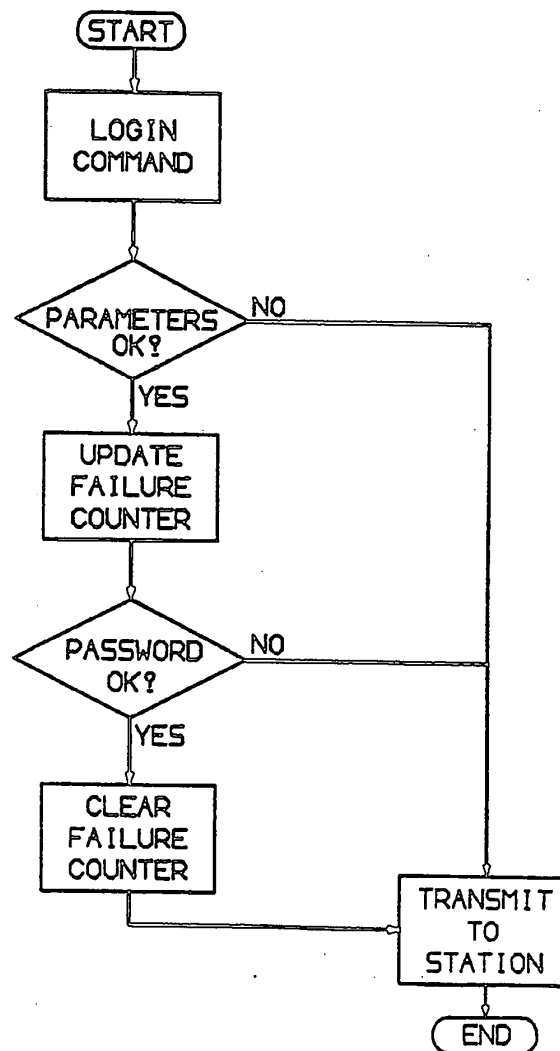 START
LOGIN
COMMAND
PARAMETERS
OK?
NO
YES
UPDATE
FAILURE
COUNTER
PASSWORD
OK?
NO
YES
CLEAR
FAILURE
COUNTER
TRANSMIT
TO
STATION
END